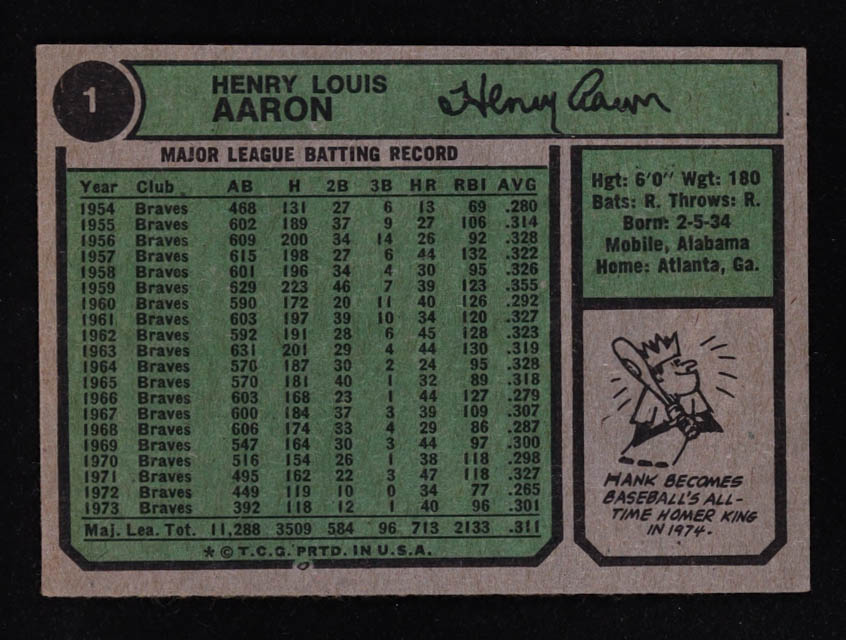 1
HENRY LOUIS
AARON
Henry Aaron
MAJOR LEAGUE BATTING RECORD
Year Club AB H 2B 3B HR RBI AVG
1954 Braves 468 131 27 6 13 69 .280
1955 Braves 602 189 37 9 27 106 .314
1956 Braves 609 200 34 14 26 92 .328
1957 Braves 615 198 27 6 44 132 .322
1958 Braves 601 196 34 4 30 95 .326
1959 Braves 629 223 46 7 39 123 .355
1960 Braves 590 172 20 11 40 126 .292
1961 Braves 603 197 39 10 34 120 .327
1962 Braves 592 191 28 6 45 128 .323
1963 Braves 631 201 29 4 44 130 .319
1964 Braves 570 187 30 2 24 95 .328
1965 Braves 570 181 40 1 32 89 .318
1966 Braves 603 168 23 1 44 127 .279
1967 Braves 600 184 37 3 39 109 .307
1968 Braves 606 174 33 4 29 86 .287
1969 Braves 547 164 30 3 44 97 .300
1970 Braves 516 154 26 1 38 118 .298
1971 Braves 495 162 22 3 47 118 .327
1972 Braves 449 119 10 0 34 77 .265
1973 Braves 392 118 12 1 40 96 .301
Maj. Lea. Tot. 11,288 3509 584 96 713 2133 .311
* © T.C.G. PRTD. IN U.S.A.
Hgt: 6'0" Wgt: 180
Bats: R. Throws: R.
Born: 2-5-34
Mobile, Alabama
Home: Atlanta, Ga.
HANK BECOMES
BASEBALL'S ALL-
TIME HOMER KING
IN 1974.